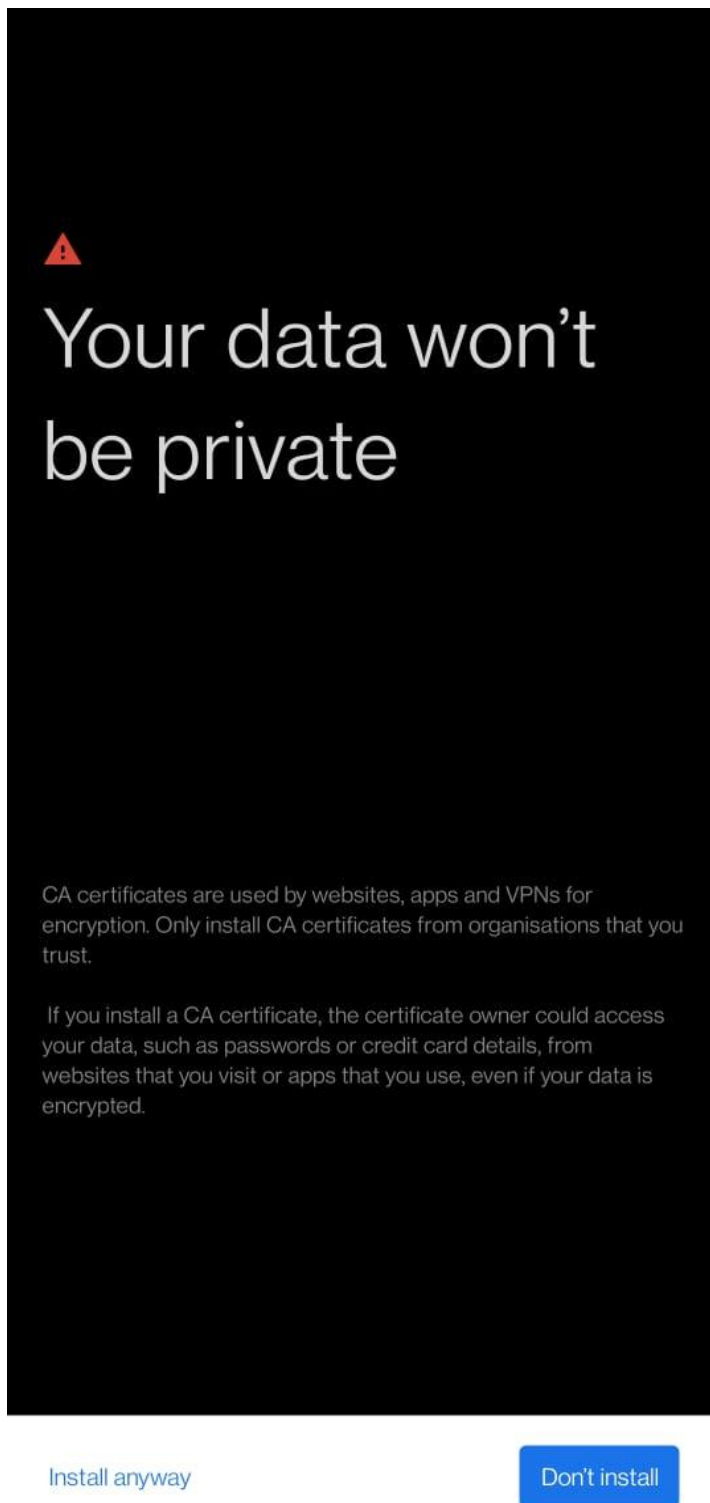 Your data won’t
be private
CA certificates are used by websites, apps and VPNs for
encryption. Only install CA certificates from organisations that you
trust.
If you install a CA certificate, the certificate owner could access
your data, such as passwords or credit card details, from
websites that you visit or apps that you use, even if your data is
encrypted.
Install anyway
Don’t install